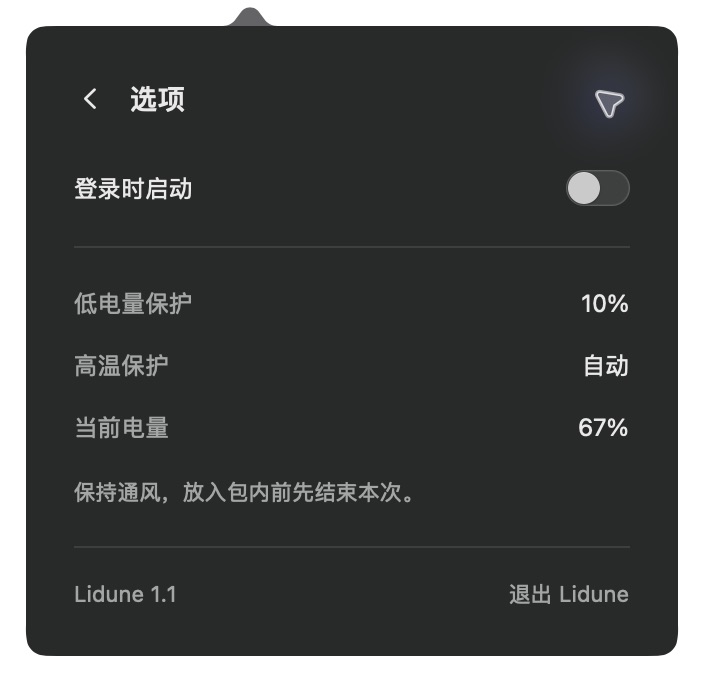 选项
登录时启动
低电量保护 10%
高温保护 自动
当前电量 67%
保持通风，放入包内前先结束本次。
Lidune 1.1 退出 Lidune